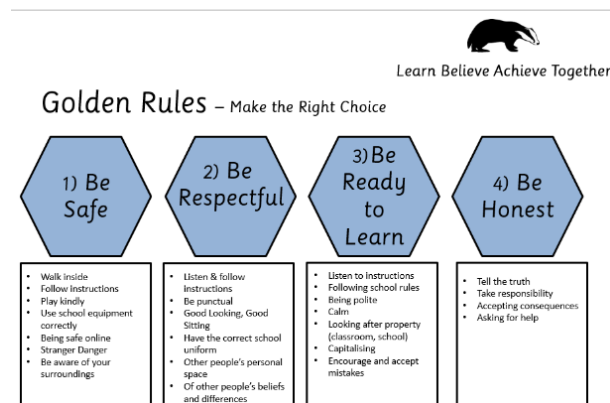 Learn Believe Achieve Together
Golden Rules – Make the Right Choice
1) Be
Safe
2) Be
Respectful
3)Be
Ready
to
Learn
4) Be
Honest
• Walk inside
• Follow instructions
• Play kindly
• Use school equipment
correctly
• Being safe online
• Stranger Danger
• Be aware of your
surroundings
• Listen & follow
instructions
• Be punctual
• Good Looking, Good
Sitting
• Have the correct school
uniform
• Other people's personal
space
• Of other people's beliefs
and differences
• Listen to instructions
• Following school rules
• Being polite
• Calm
• Looking after property
(classroom, school)
• Capitalising
• Encourage and accept
mistakes
• Tell the truth
• Take responsibility
• Accepting consequences
• Asking for help